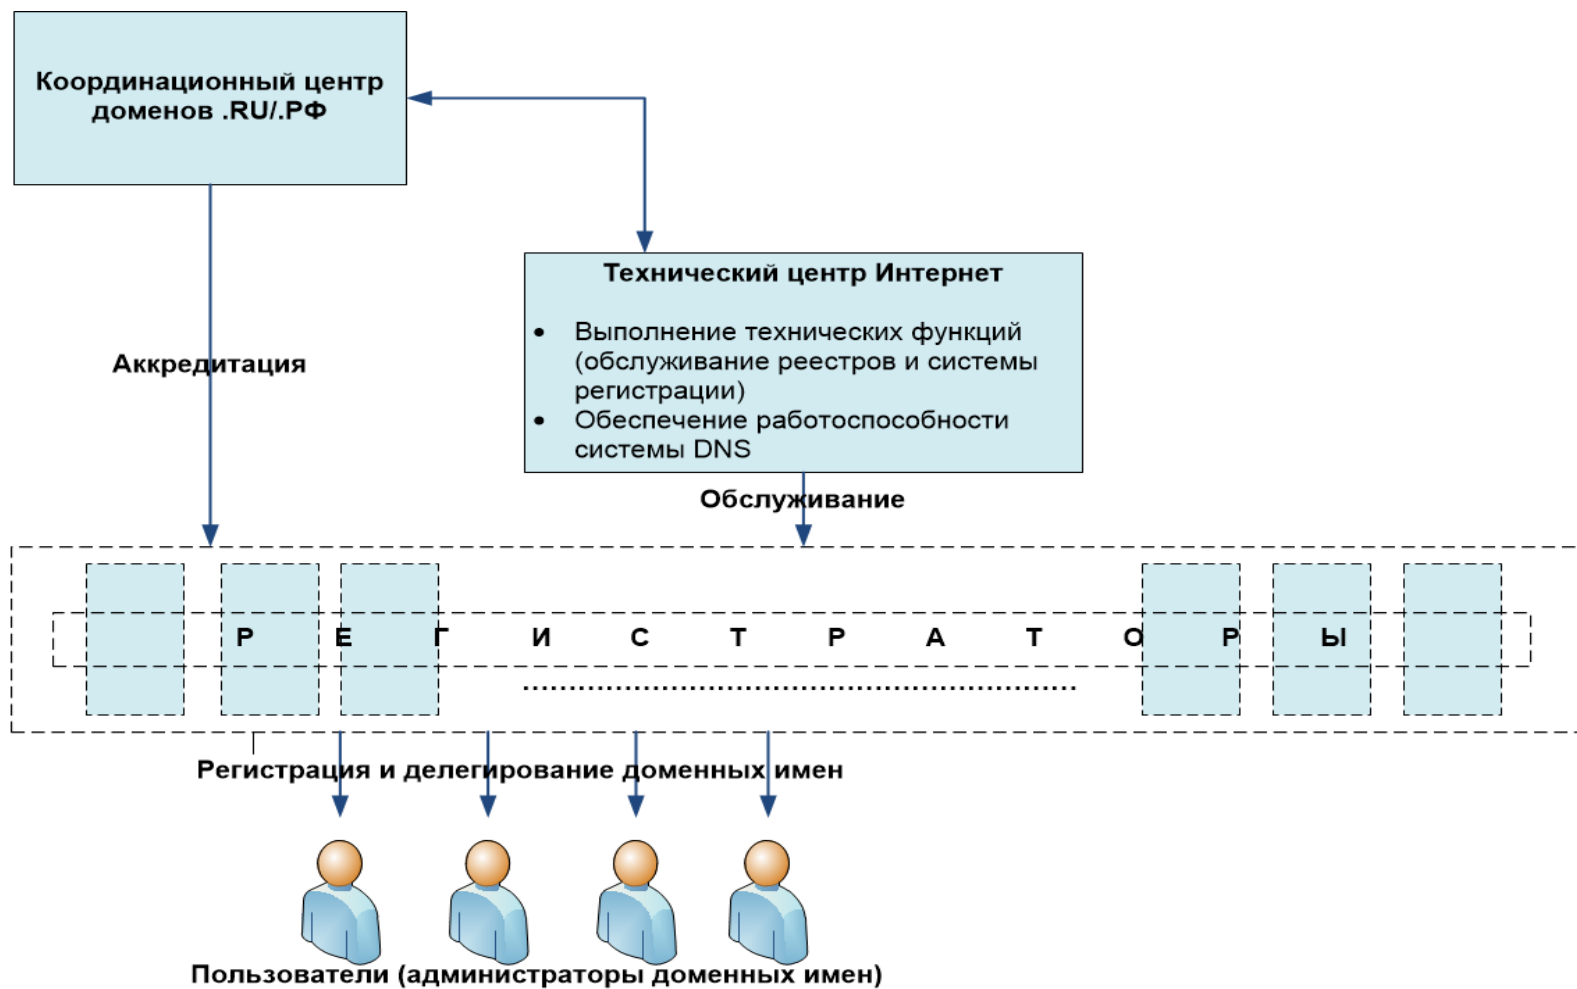 Координационный центр
доменов .RU/.РФ
Технический центр Интернет
• Выполнение технических функций
(обслуживание реестров и системы
регистрации)
• Обеспечение работоспособности
системы DNS
Аккредитация
Обслуживание
Р Е Г И С Т Р А Т О Р Ы
Регистрация и делегирование доменных имен
Пользователи (администраторы доменных имен)